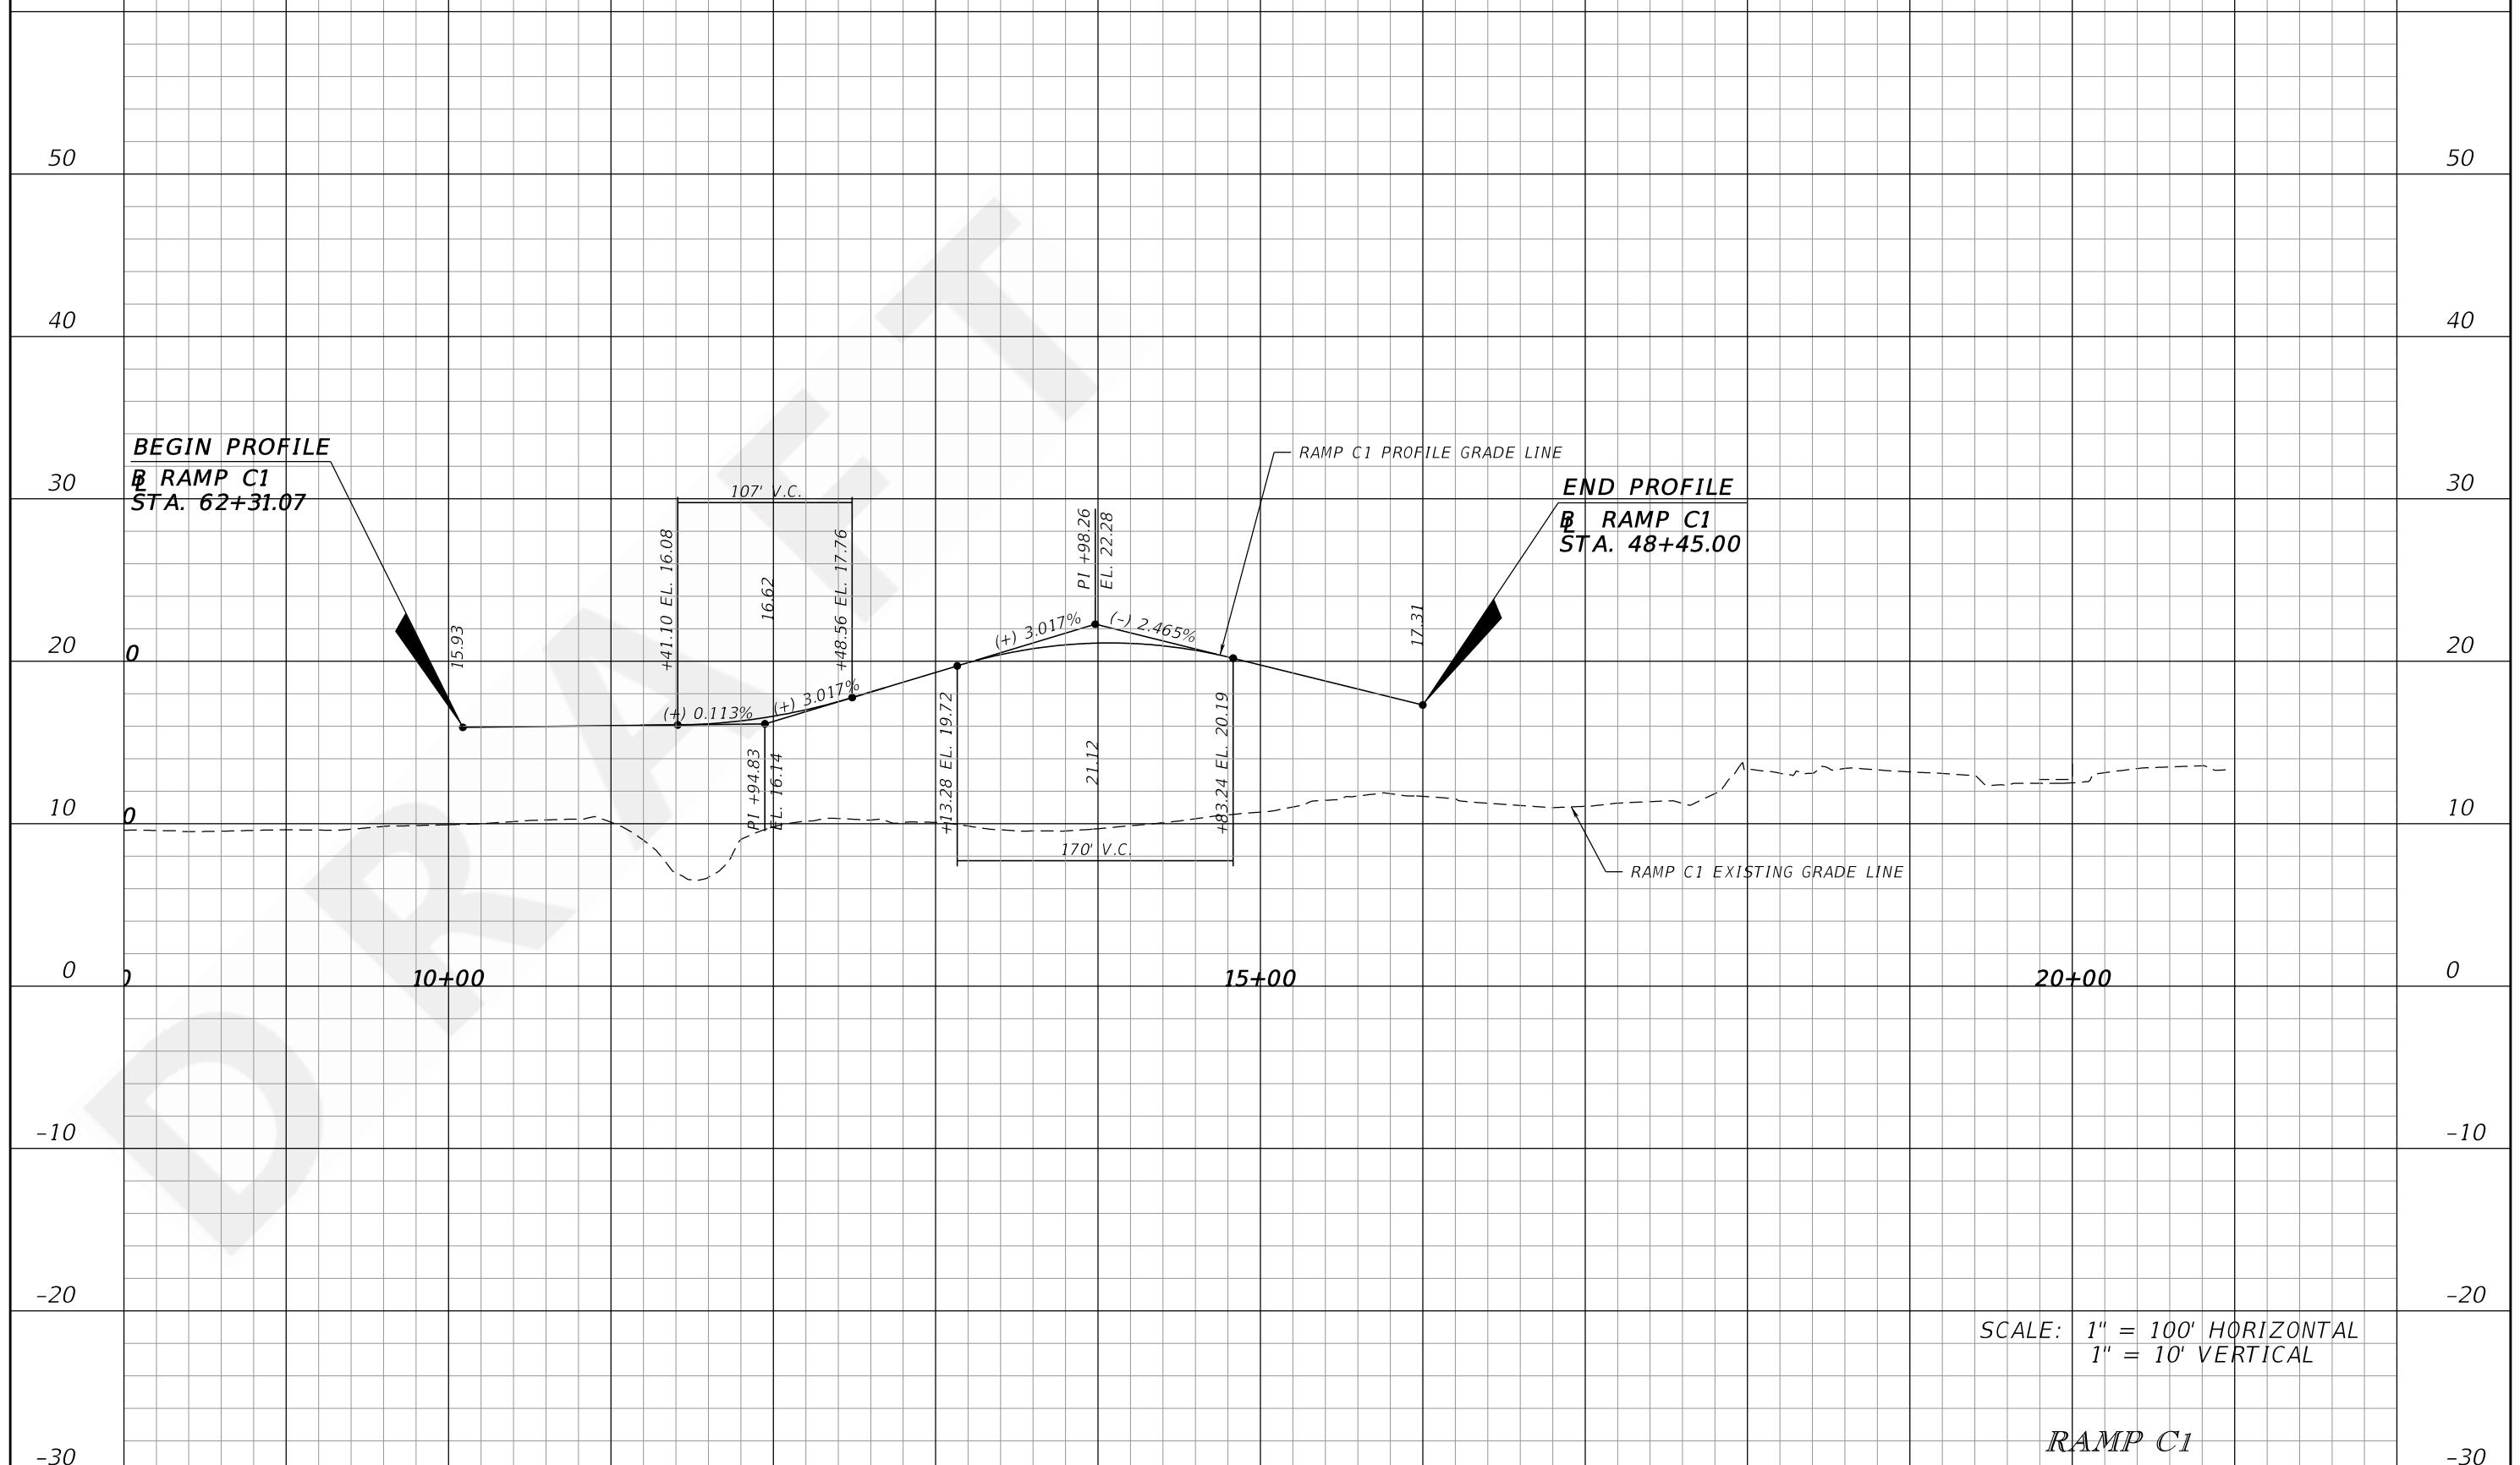 50
50
40
40
BEGIN PROFILE
RAMP C1 PROFILE GRADE LINE
30
30
BL RAMP C1
STA. 62+31.07
107' V.C.
END PROFILE
BL RAMP C1
STA. 48+45.00
+41.10 EL. 16.08
16.62
+48.56 EL. 17.76
PI +98.26
EL. 22.28
15.93
17.31
(+) 3.017%
(-) 2.465%
20
0
20
(+) 0.113%
(+) 3.017%
PI +94.83
EL. 16.14
+13.28 EL. 19.72
21.12
+83.24 EL. 20.19
10
0
10
170' V.C.
RAMP C1 EXISTING GRADE LINE
0
0
10+00
15+00
20+00
0
-10
-10
-20
-20
SCALE: 1" = 100' HORIZONTAL
1" = 10' VERTICAL
RAMP C1
-30
-30
DRAFT